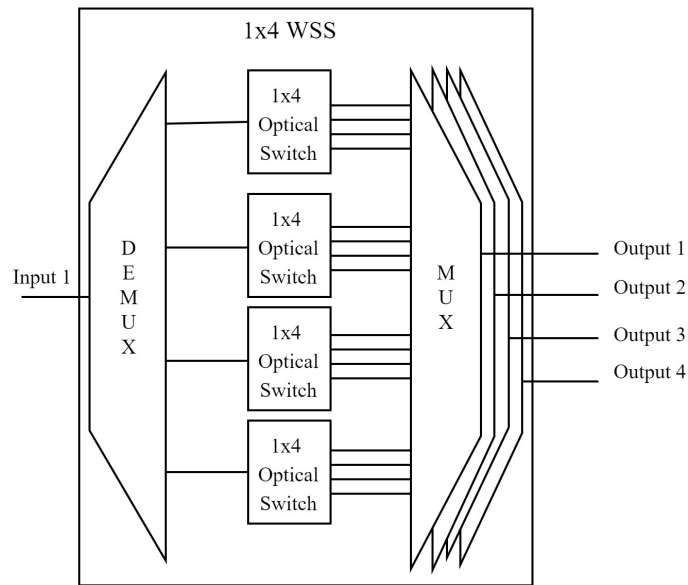 1x4 WSS
1x4
Optical
Switch
1x4
Optical
Switch
1x4
Optical
Switch
1x4
Optical
Switch
Input 1
D
E
M
U
X
M
U
X
Output 1
Output 2
Output 3
Output 4